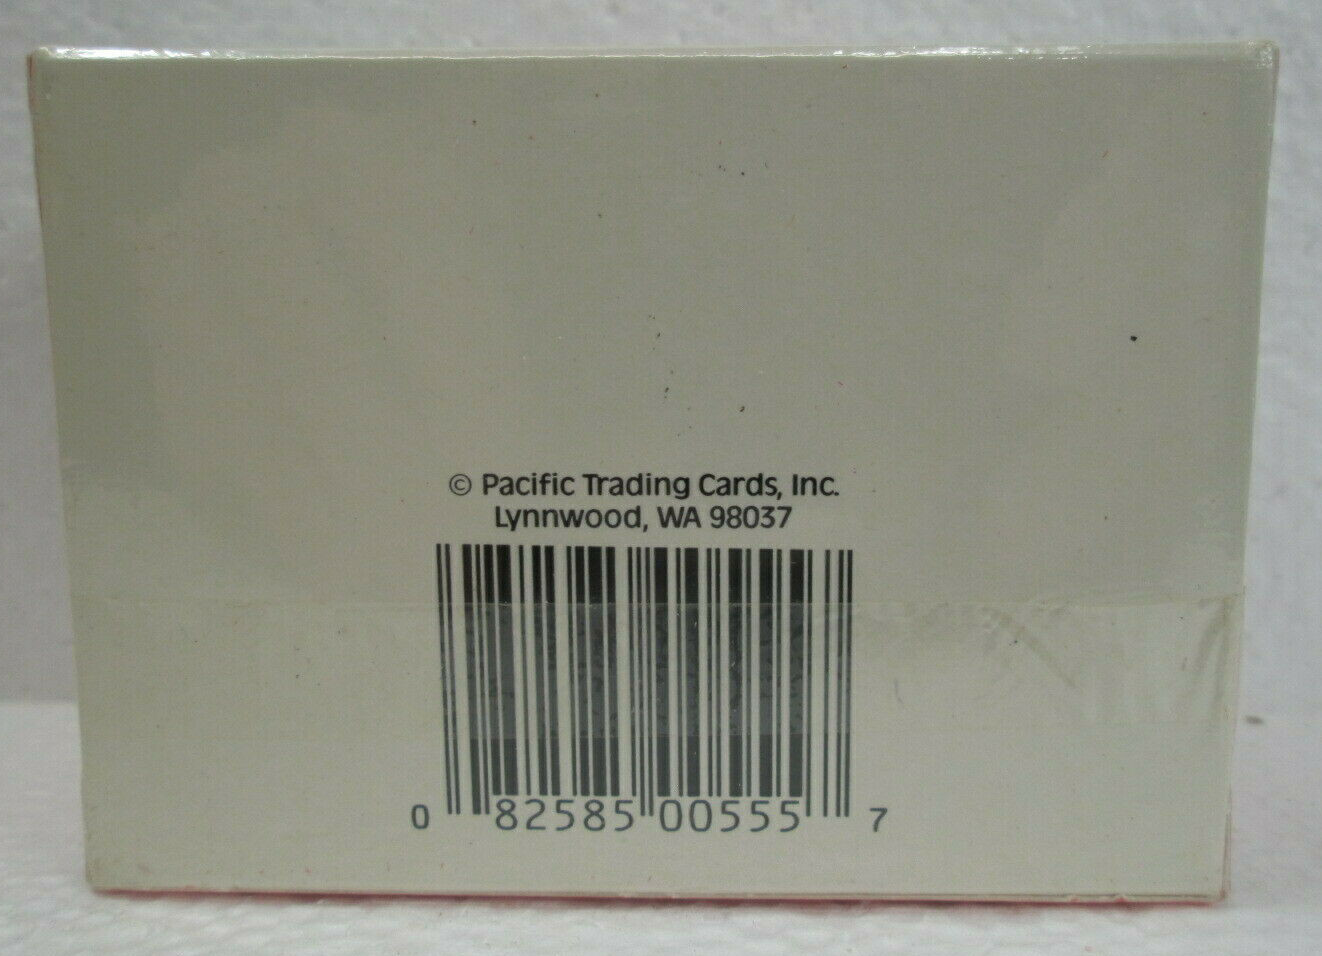 © Pacific Trading Cards, Inc.
Lynnwood, WA 98037
0 82585 00555 7